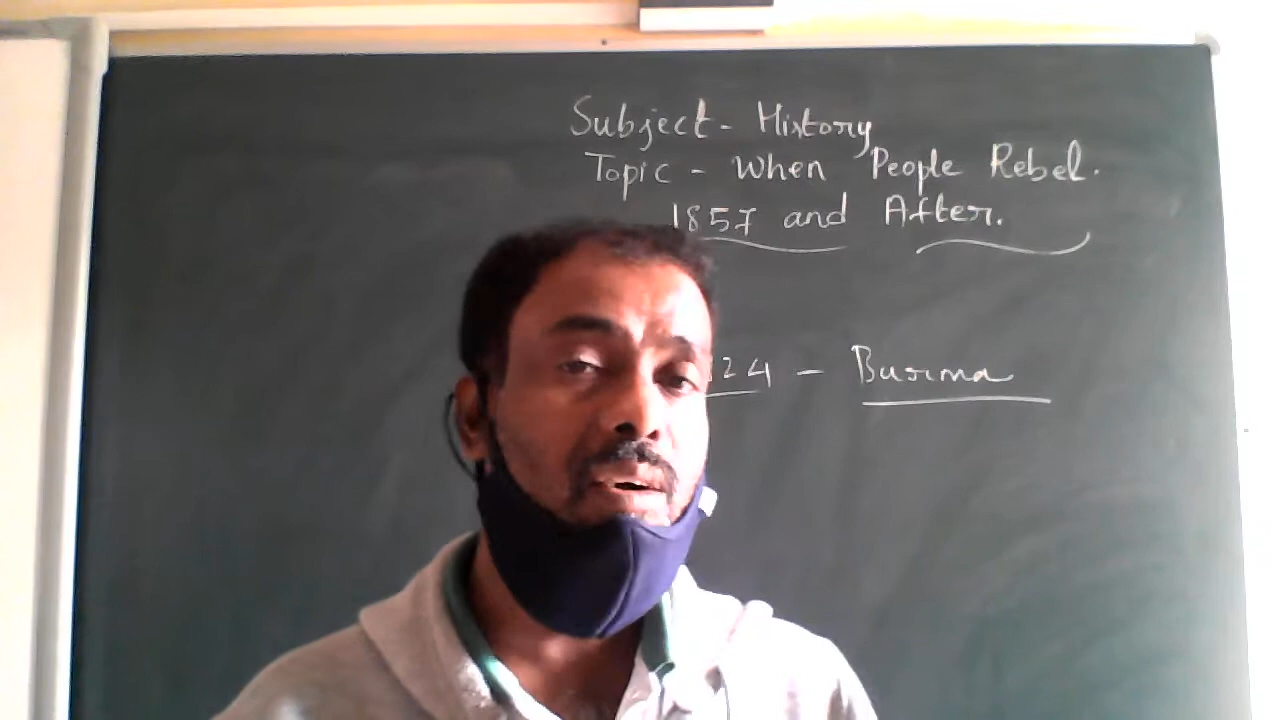 Subject - History
Topic - When People Rebel.
1857 and After.
24 - Burma